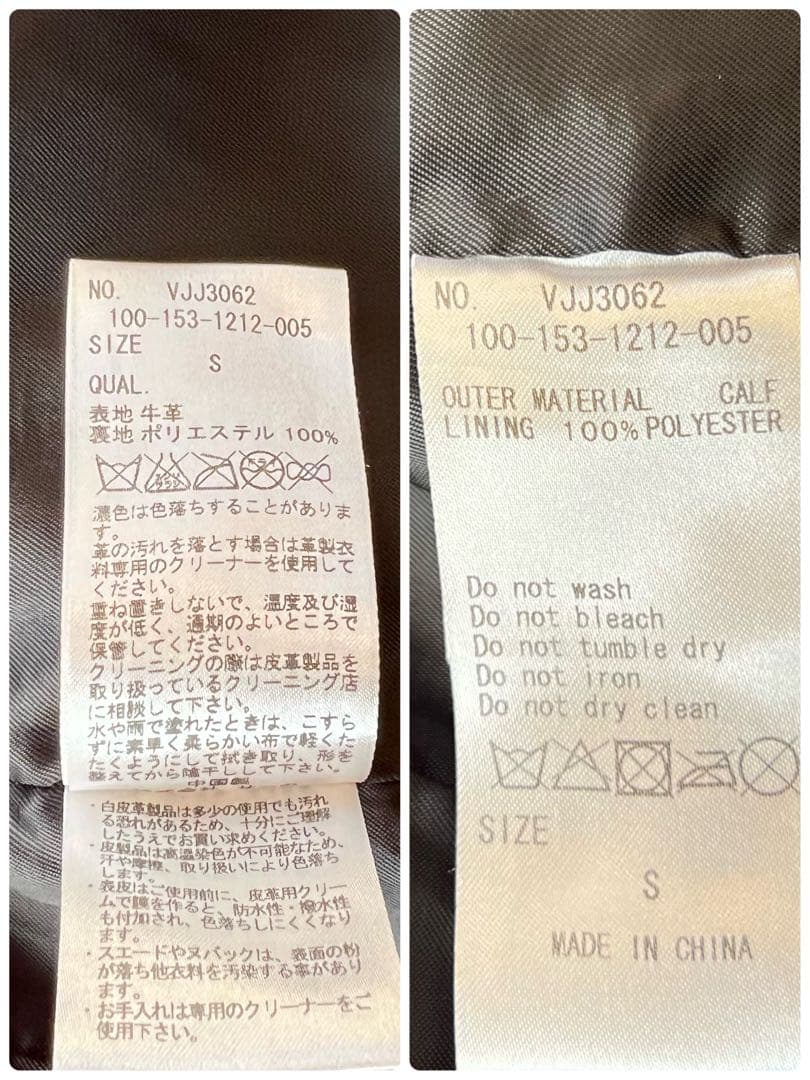 NO. VJJ3062
100-153-1212-005
SIZE
S
QUAL.
表地 牛革
裏地 ポリエステル 100%
エンソ サラシ
ドライ
濃色は色落ちすることがありま
す。
革の汚れを落とす場合は革製衣
料専用のクリーナーを使用して
ください。
重ね置きしないで、温度及び湿
度が低く、通期のよいところで
保管してください。
クリーニングの際は皮革製品を
取り扱っているクリーニング店
に相談して下さい。
水や雨で塗れたときは、こすら
ずに素早く柔らかい布で軽くた
たくようにして拭き取り、形を
整えてから陰干しして下さい。
中国製
・白皮革製品は多少の使用でも汚れ
る恐れがあるため、十分にご理解
したうえでお買い求めください。
・皮製品は高温染色が不可能なため、
汗や摩擦、取り扱いにより色落ち
します。
・表皮はご使用前に、皮革用クリー
ムで膜を作ると、防水性・撥水性
も付加され、色落ちしにくくなり
ます。
・スエードやヌバックは、表面の粉
が落ち他衣料を汚染する事があり
ます。
・お手入れは専用のクリーナーをご
使用下さい。
NO. VJJ3062
100-153-1212-005
OUTER MATERIAL CALF
LINING 100% POLYESTER
Do not wash
Do not bleach
Do not tumble dry
Do not iron
Do not dry clean
SIZE
S
MADE IN CHINA